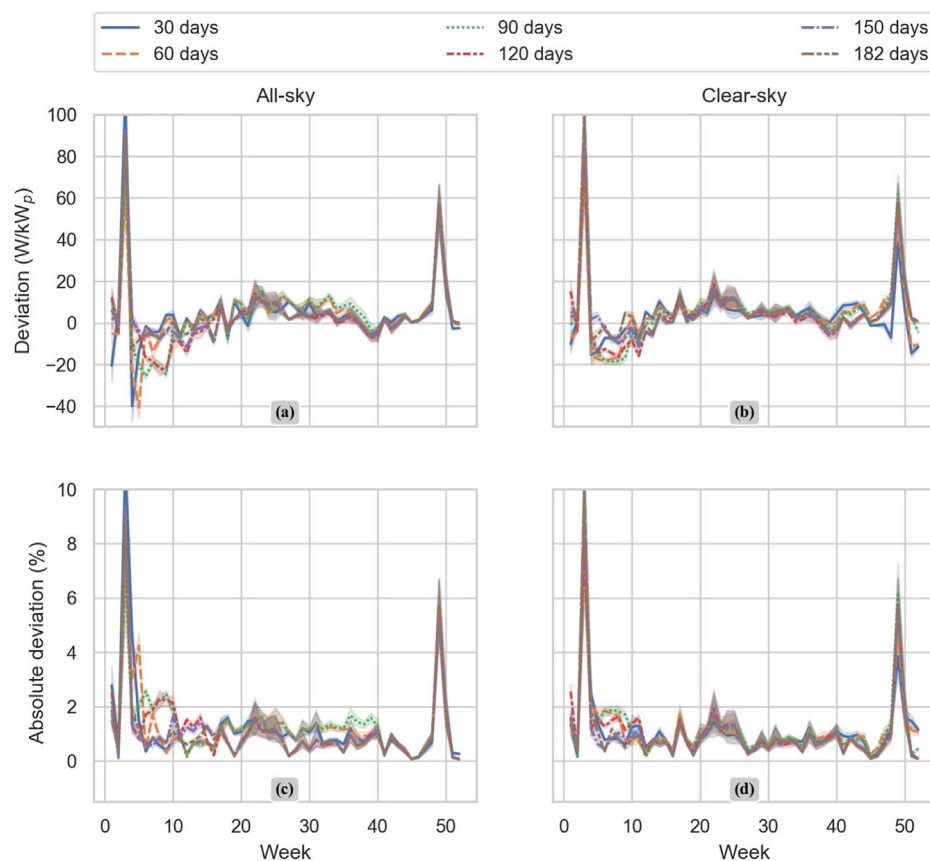 30 days 90 days 150 days
60 days 120 days 182 days
All-sky Clear-sky
Deviation (W/kWp)
100
80
60
40
20
0
−20
−40
(a) (b)
Absolute deviation (%)
10
8
6
4
2
0
(c) (d)
0 10 20 30 40 50 0 10 20 30 40 50
Week Week